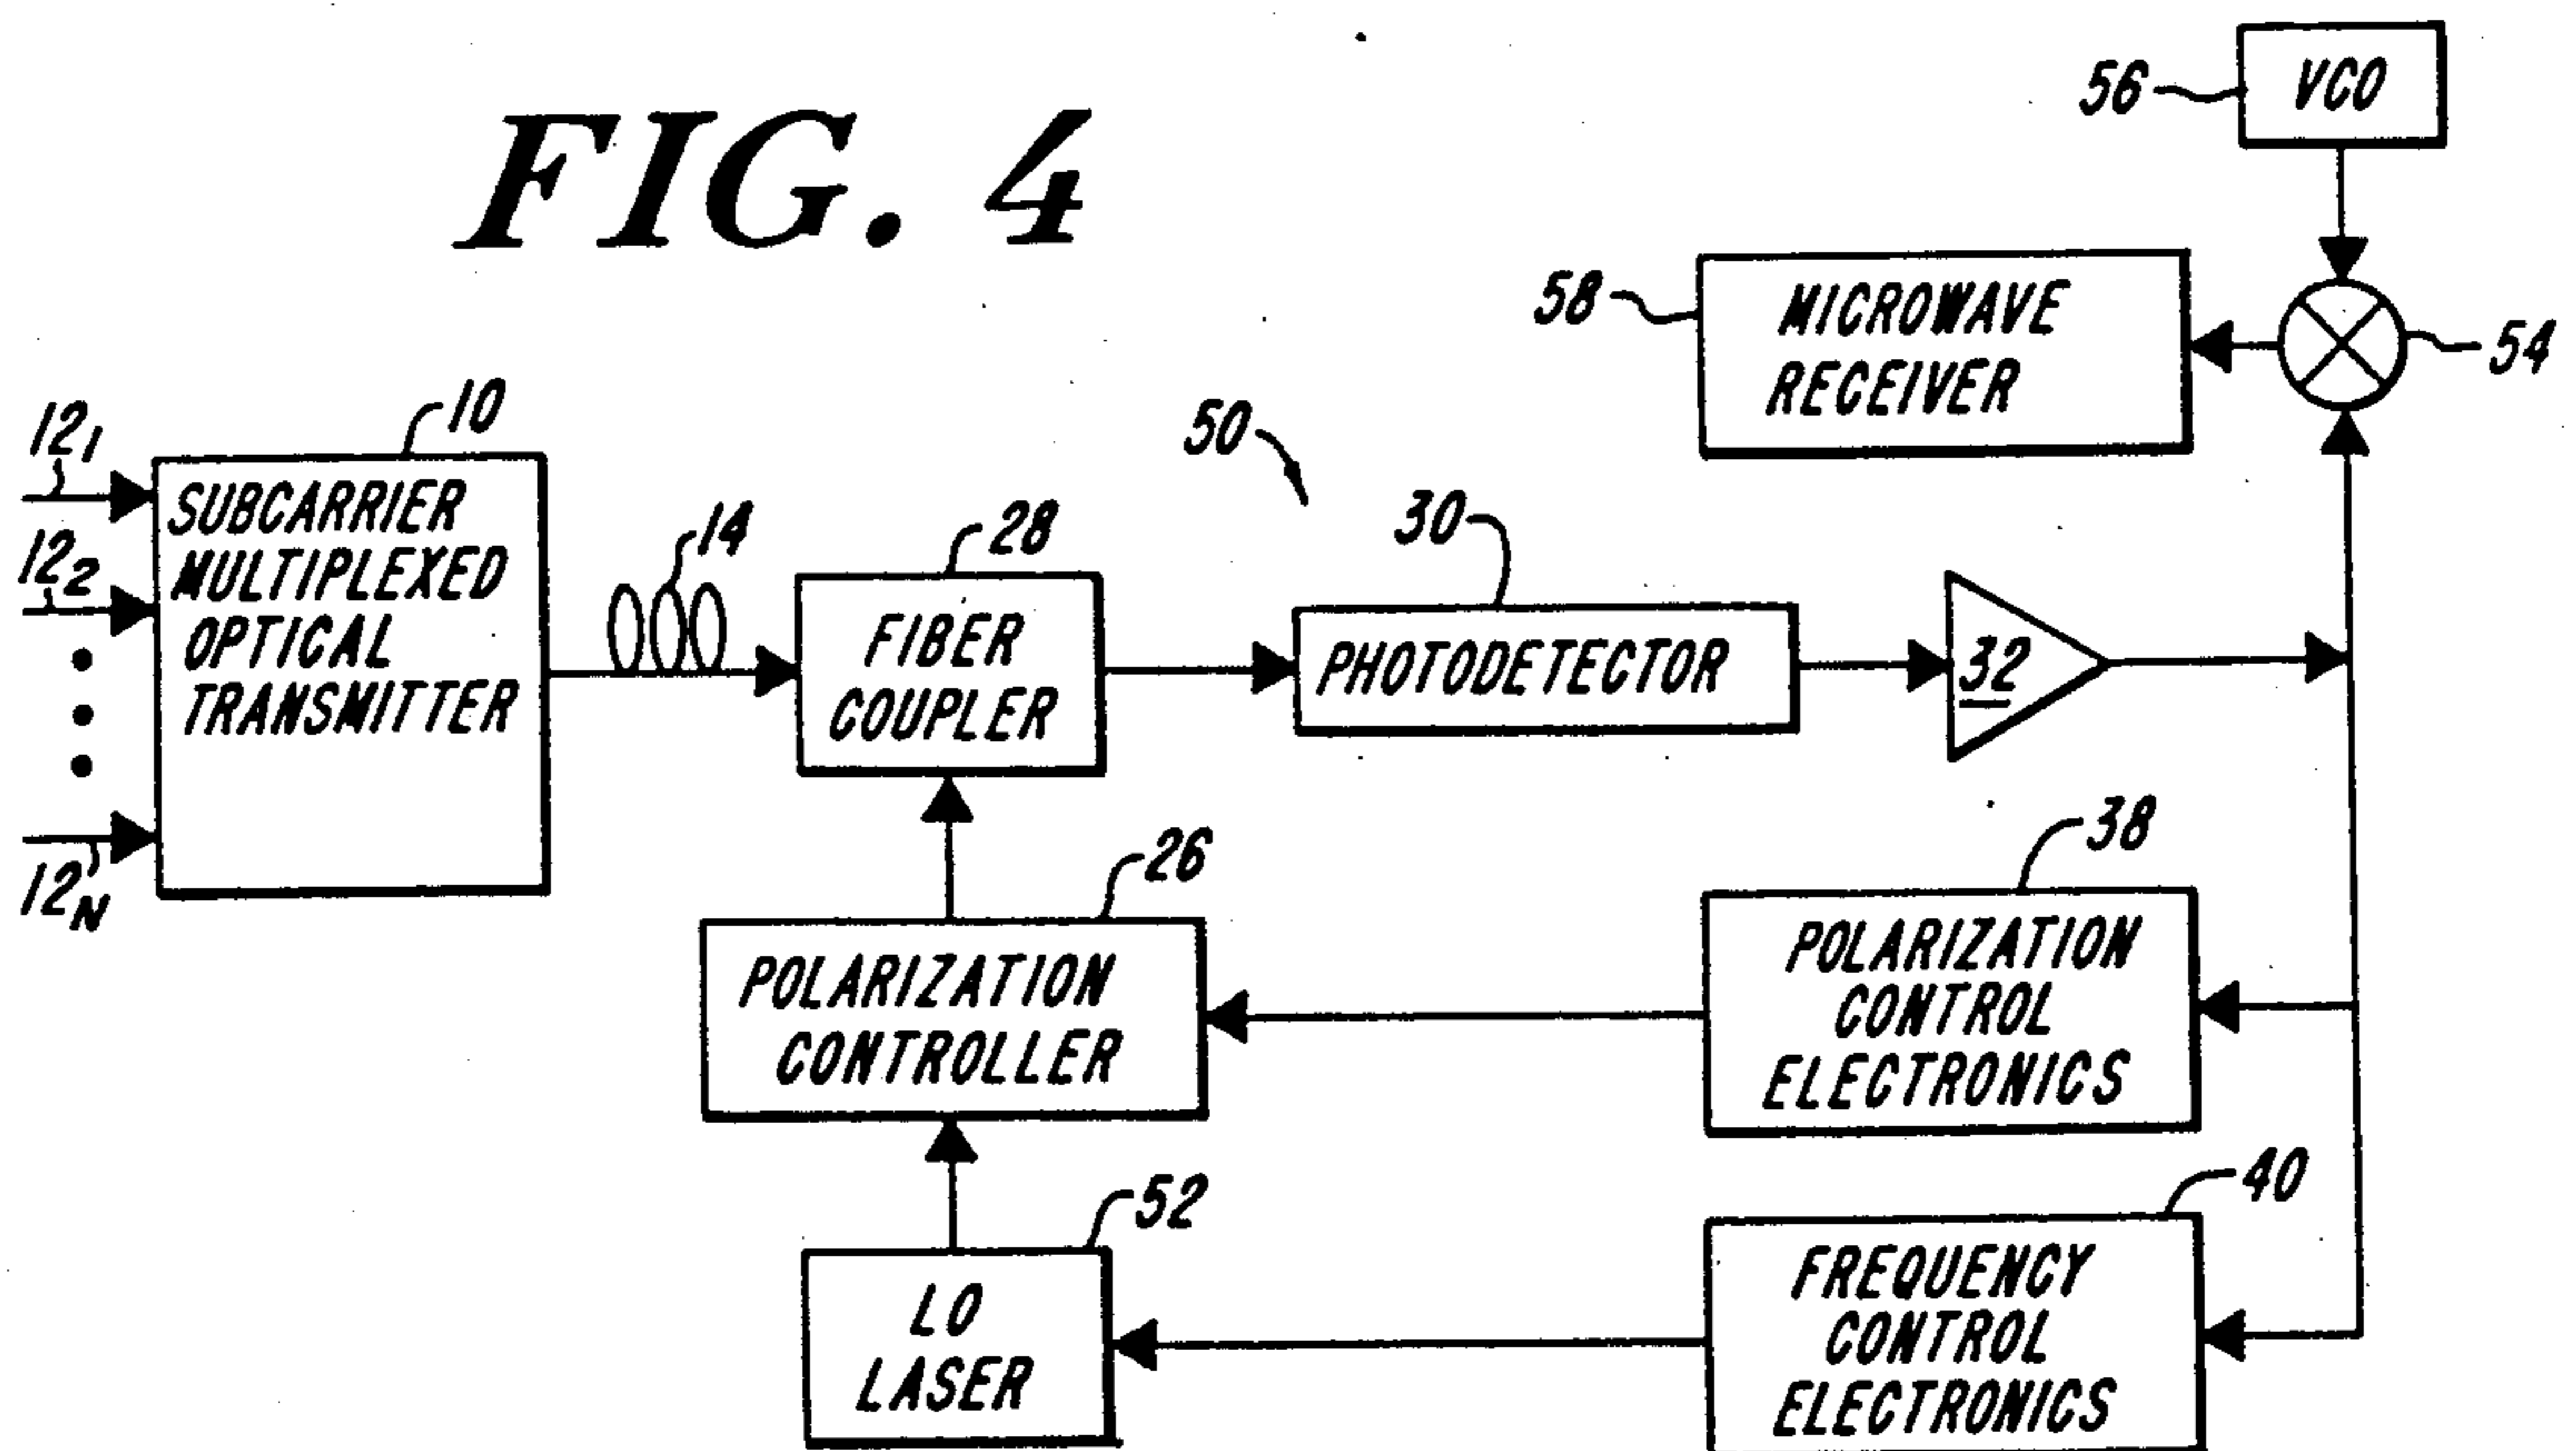 FIG. 4
56
VCO
58
MICROWAVE
RECEIVER
54
12₁
12₂
12N
10
SUBCARRIER
MULTIPLEXED
OPTICAL
TRANSMITTER
14
28
FIBER
COUPLER
50
30
PHOTODETECTOR
32
26
POLARIZATION
CONTROLLER
38
POLARIZATION
CONTROL
ELECTRONICS
52
LO
LASER
40
FREQUENCY
CONTROL
ELECTRONICS